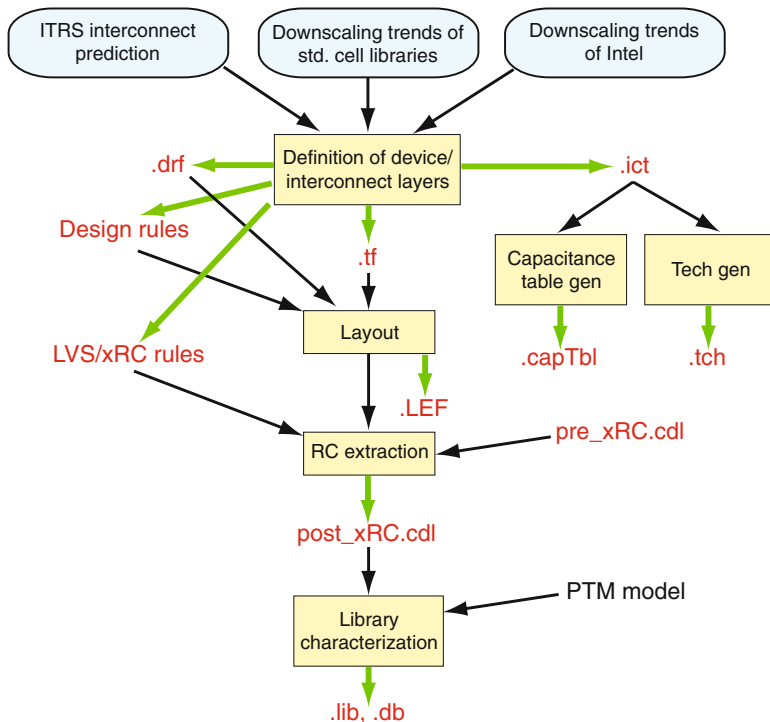 ITRS interconnect
prediction
Downscaling trends of
std. cell libraries
Downscaling trends
of Intel
Definition of device/
interconnect layers
.drf
.ict
Design rules
.tf
Capacitance
table gen
Tech gen
Layout
LVS/xRC rules
.capTbl
.tch
.LEF
RC extraction
pre_xRC.cdl
post_xRC.cdl
PTM model
Library
characterization
.lib, .db